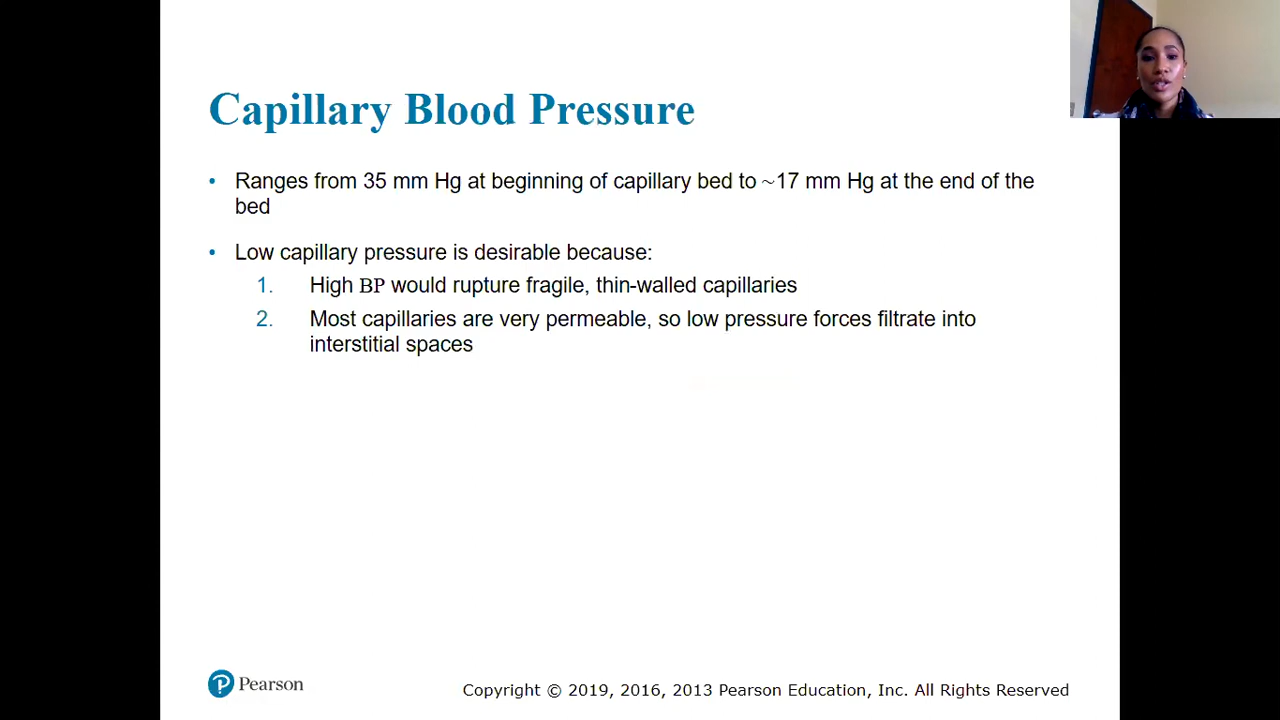 Capillary Blood Pressure
• Ranges from 35 mm Hg at beginning of capillary bed to ~17 mm Hg at the end of the
bed
• Low capillary pressure is desirable because:
1. High BP would rupture fragile, thin-walled capillaries
2. Most capillaries are very permeable, so low pressure forces filtrate into
interstitial spaces
P Pearson
Copyright © 2019, 2016, 2013 Pearson Education, Inc. All Rights Reserved